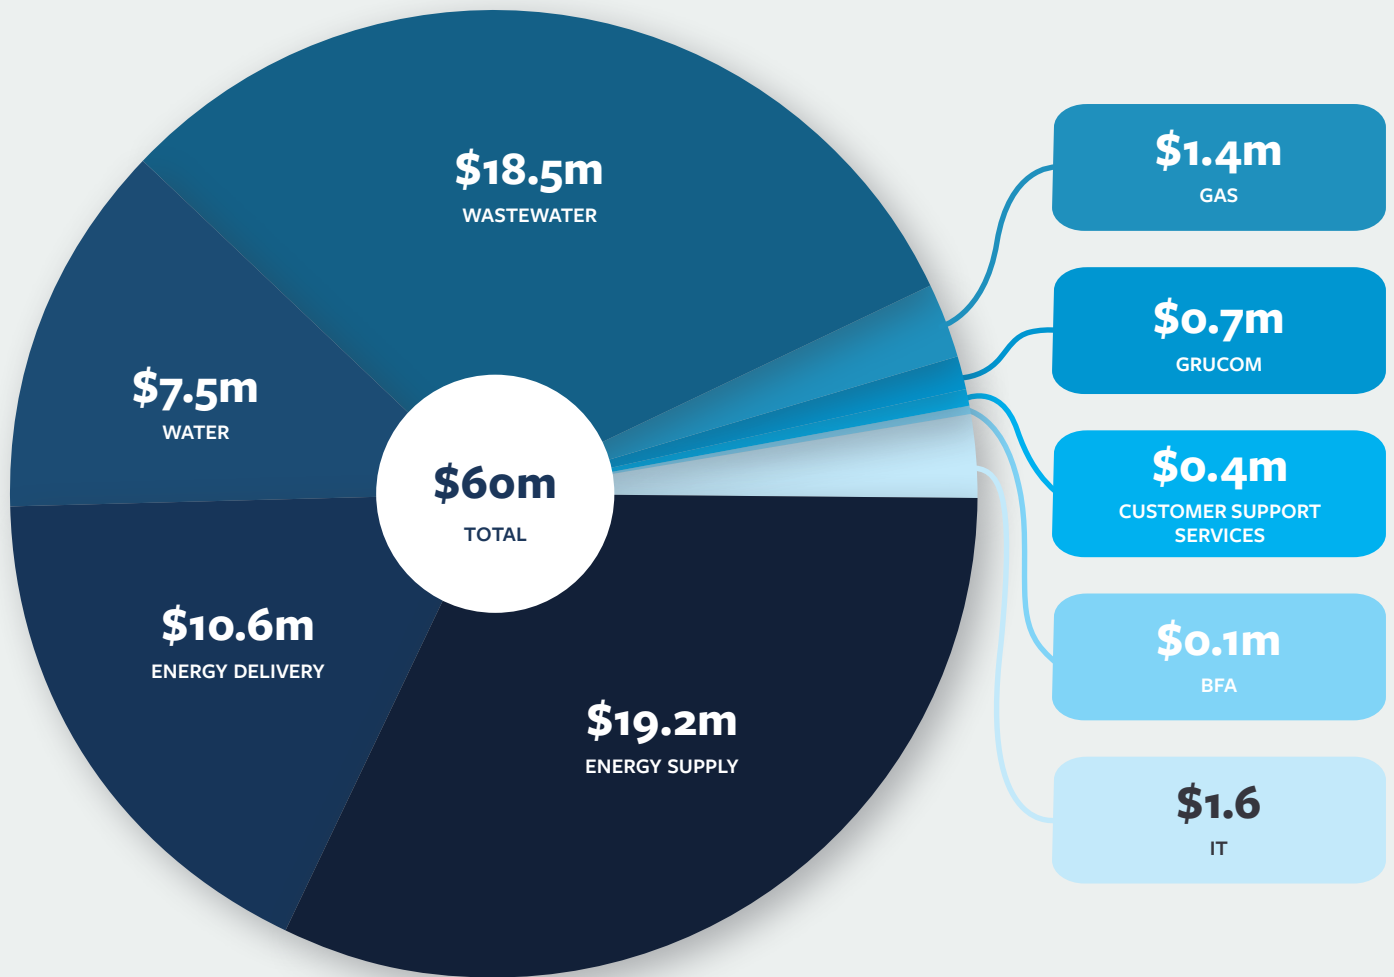 $18.5m
WASTEWATER
$7.5m
WATER
$60m
TOTAL
$10.6m
ENERGY DELIVERY
$19.2m
ENERGY SUPPLY
$1.4m
GAS
$0.7m
GRUCOM
$0.4m
CUSTOMER SUPPORT
SERVICES
$0.1m
BFA
$1.6
IT